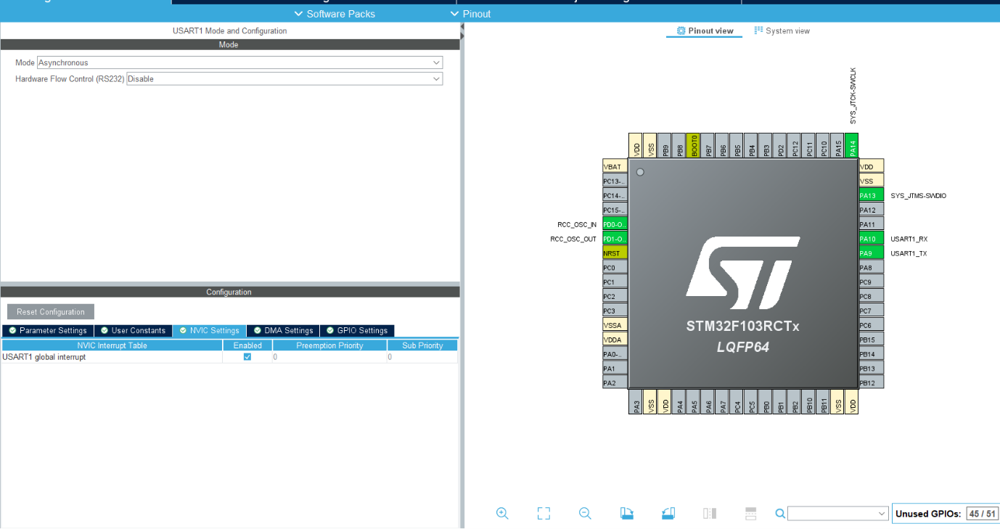 Software Packs
Pinout
USART1 Mode and Configuration
Mode
Mode Asynchronous
Hardware Flow Control (RS232) Disable
Configuration
Reset Configuration
Parameter Settings
User Constants
NVIC Settings
DMA Settings
GPIO Settings
NVIC Interrupt Table
Enabled
Preemption Priority
Sub Priority
USART1 global interrupt
0
0
Pinout view
System view
SYS_JTCK-SWCLK
VDD
VSS
PB9
PB8
BOOT0
PB7
PB6
PB5
PB4
PB3
PD2
PC12
PC11
PC10
PA15
PA14
VBAT
PC13-..
PC14-..
PC15-..
RCC_OSC_IN
PD0-O..
RCC_OSC_OUT
PD1-O..
NRST
PC0
PC1
PC2
PC3
VSSA
VDDA
PA0-..
PA1
PA2
ST
STM32F103RCTx
LQFP64
VDD
VSS
PA13
SYS_JTMS-SWDIO
PA12
PA11
PA10
USART1_RX
PA9
USART1_TX
PA8
PC9
PC8
PC7
PC6
PB15
PB14
PB13
PB12
PA3
VSS
VDD
PA4
PA5
PA6
PA7
PC4
PC5
PB0
PB1
PB2
PB10
PB11
VSS
VDD
Unused GPIOs: 45 / 51